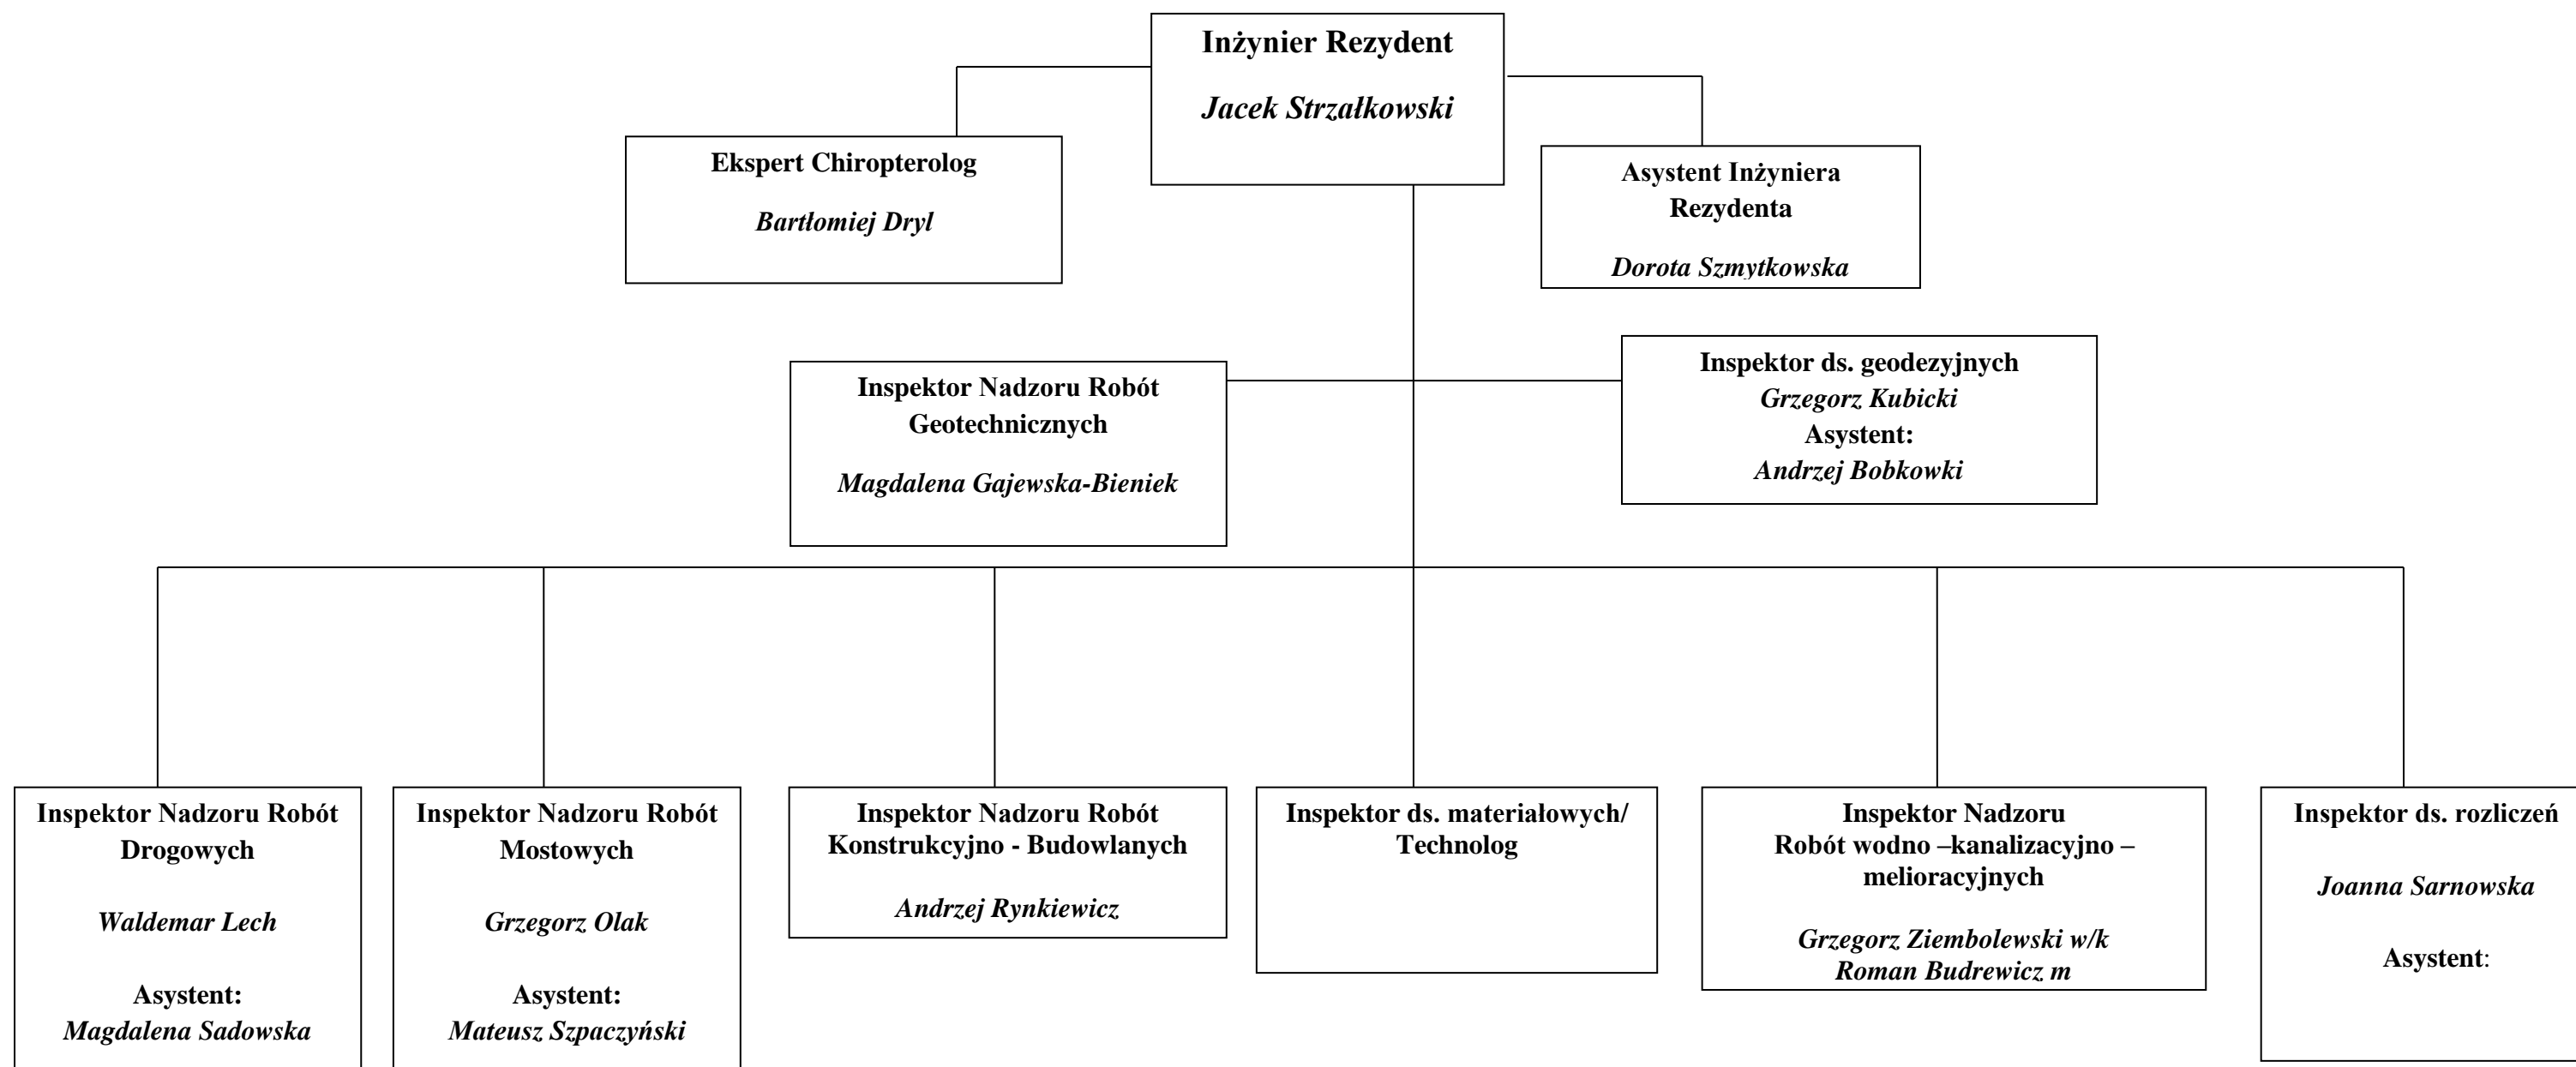 Inżynier Rezydent
Jacek Strzałkowski
Ekspert Chiropterolog
Bartłomiej Dryl
Asystent Inżyniera
Rezydenta
Dorota Szmytkowska
Inspektor Nadzoru Robót
Geotechnicznych
Magdalena Gajewska-Bieniek
Inspektor ds. geodezyjnych
Grzegorz Kubicki
Asystent:
Andrzej Bobkowki
Inspektor Nadzoru Robót
Drogowych
Waldemar Lech
Asystent:
Magdalena Sadowska
Inspektor Nadzoru Robót
Mostowych
Grzegorz Olak
Asystent:
Mateusz Szpaczyński
Inspektor Nadzoru Robót
Konstrukcyjno - Budowlanych
Andrzej Rynkiewicz
Inspektor ds. materiałowych/
Technolog
Inspektor Nadzoru
Robót wodno –kanalizacyjno –
melioracyjnych
Grzegorz Ziembolewski w/k
Roman Budrewicz m
Inspektor ds. rozliczeń
Joanna Sarnowska
Asystent: